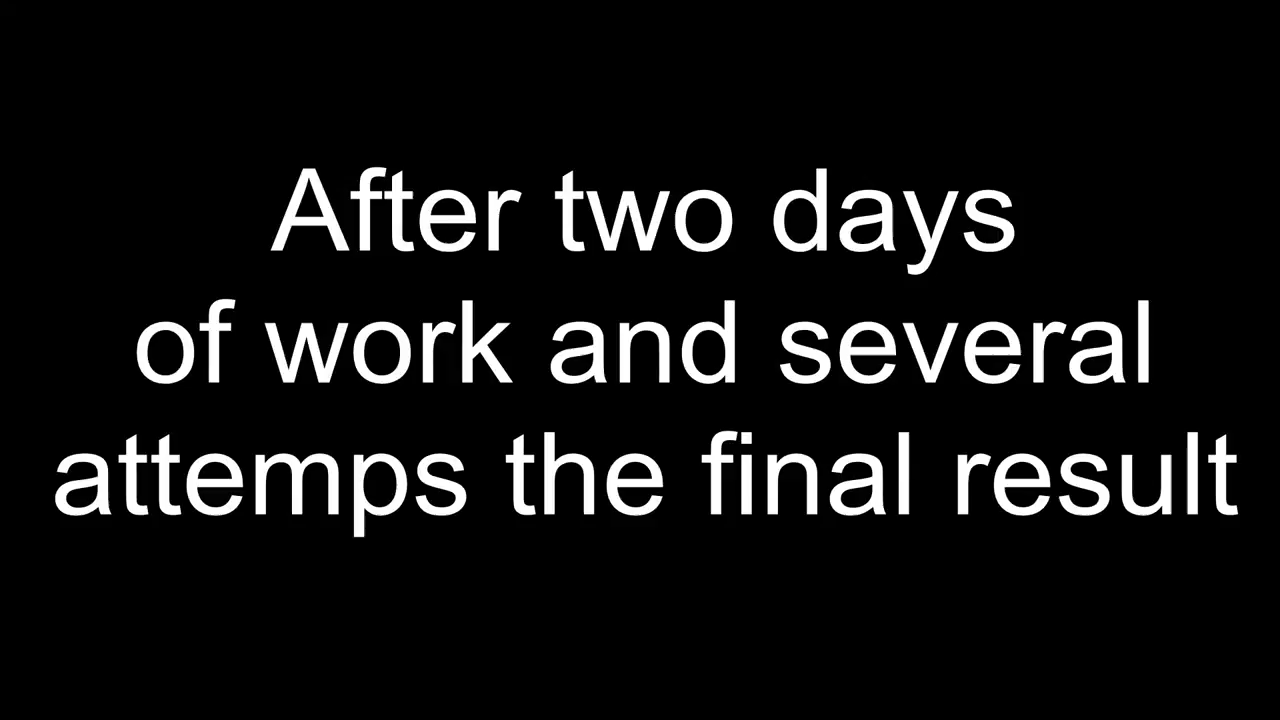 After two days
of work and several
attemps the final result